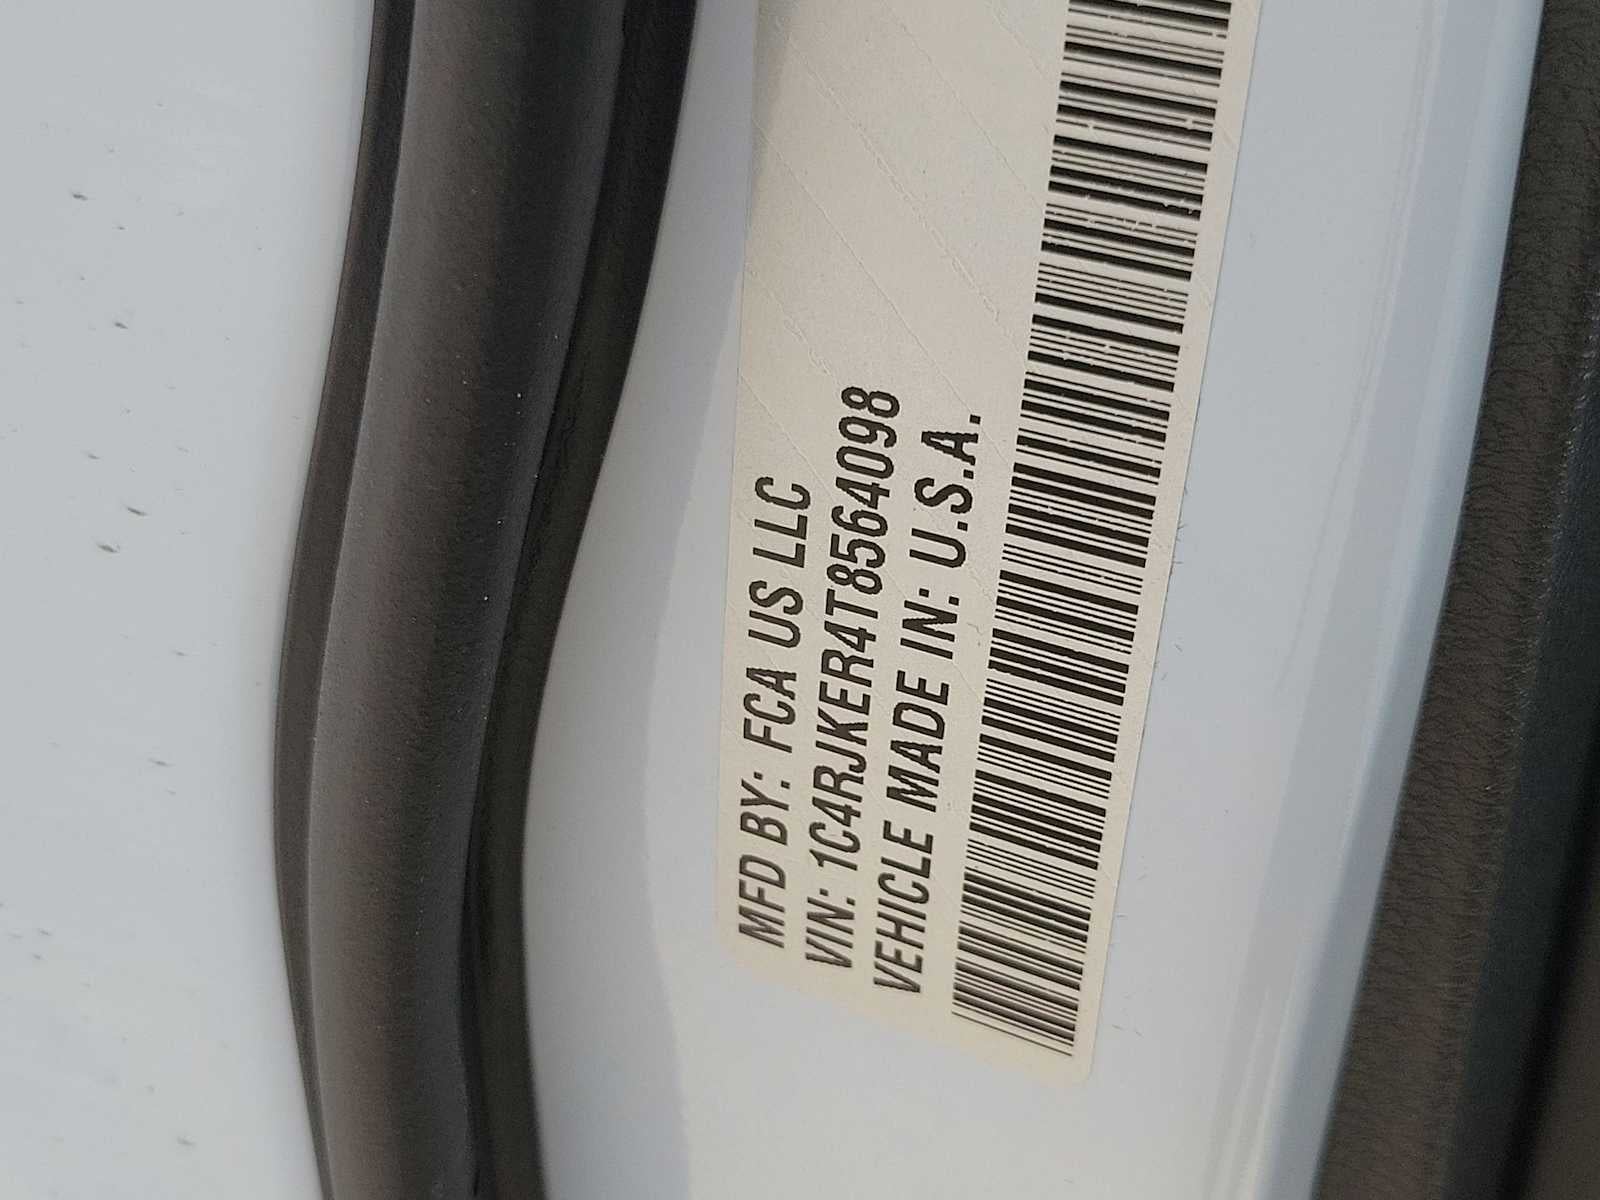 MFD BY: FCA US LLC
VIN: 1C4RJKER4T8564098
VEHICLE MADE IN: U.S.A.